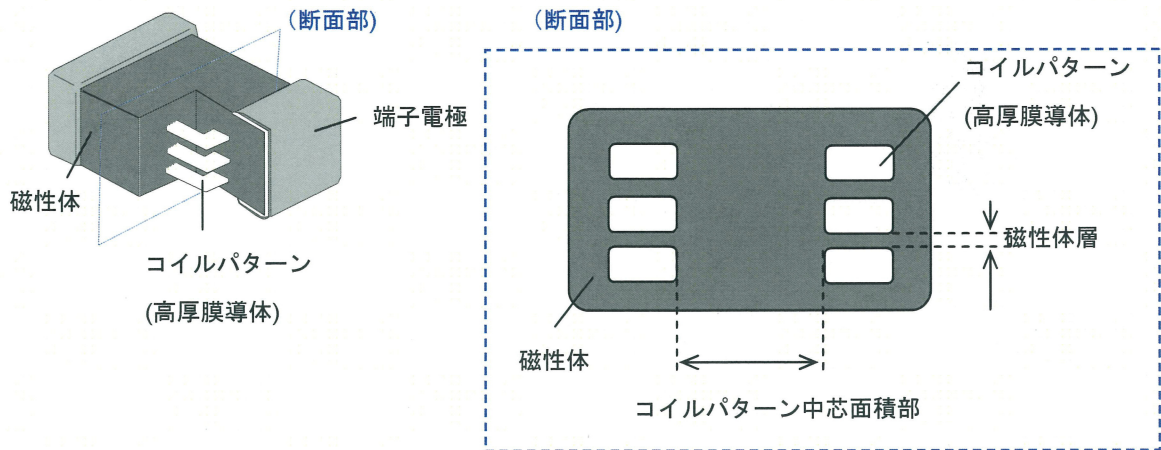 (断面部)
端子電極
磁性体
コイルパターン
(高厚膜導体)
(断面部)
コイルパターン
(高厚膜導体)
磁性体層
磁性体
コイルパターン中芯面積部